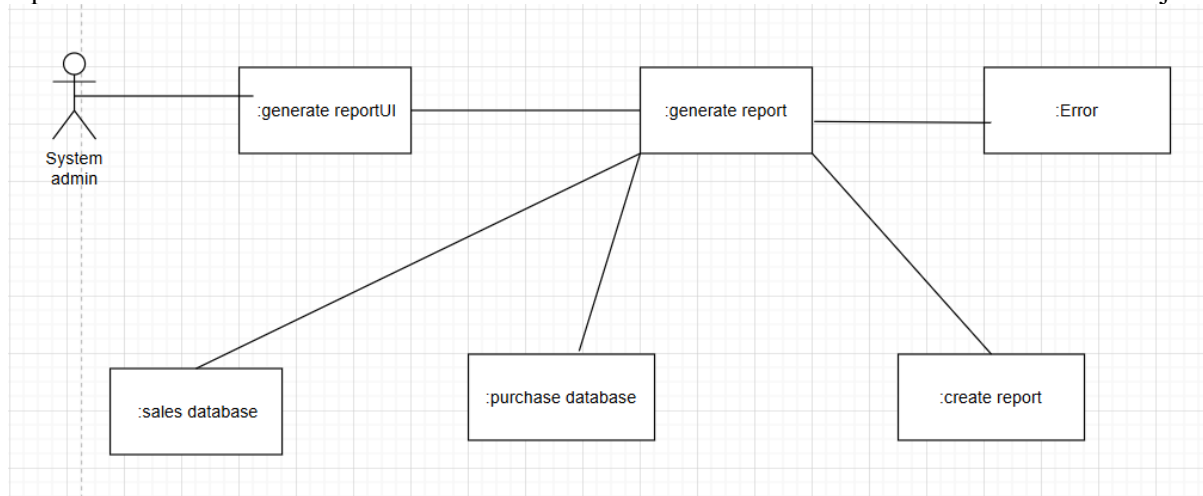 :generate reportUI
:generate report
:Error
System
admin
:sales database
:purchase database
:create report